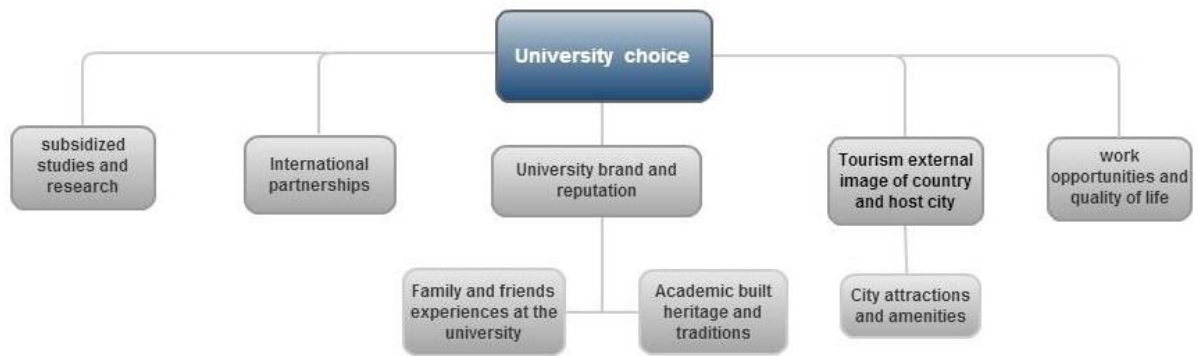 University choice
subsidized
studies and
research
International
partnerships
University brand and
reputation
Tourism external
image of country
and host city
work
opportunities and
quality of life
Family and friends
experiences at the
university
Academic built
heritage and
traditions
City attractions
and amenities